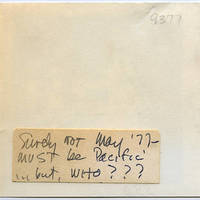 9377
Surely NOT May '77-
MUST be Pacific
... but, WHO ? ? ?